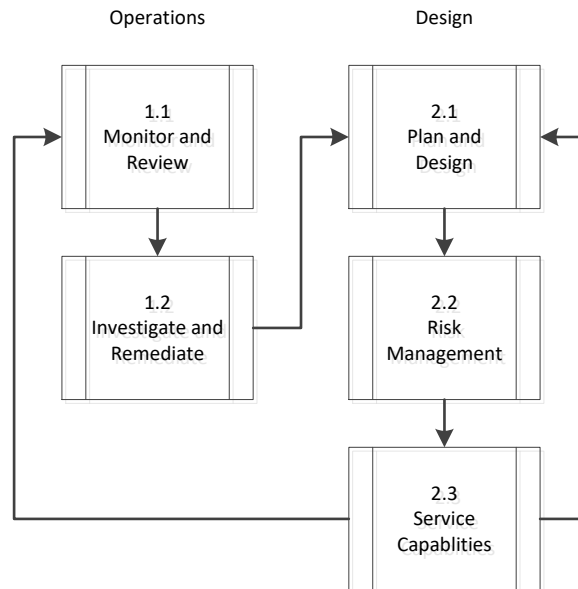 Operations
Design
1.1
Monitor and
Review
2.1
Plan and
Design
1.2
Investigate and
Remediate
2.2
Risk
Management
2.3
Service
Capablities